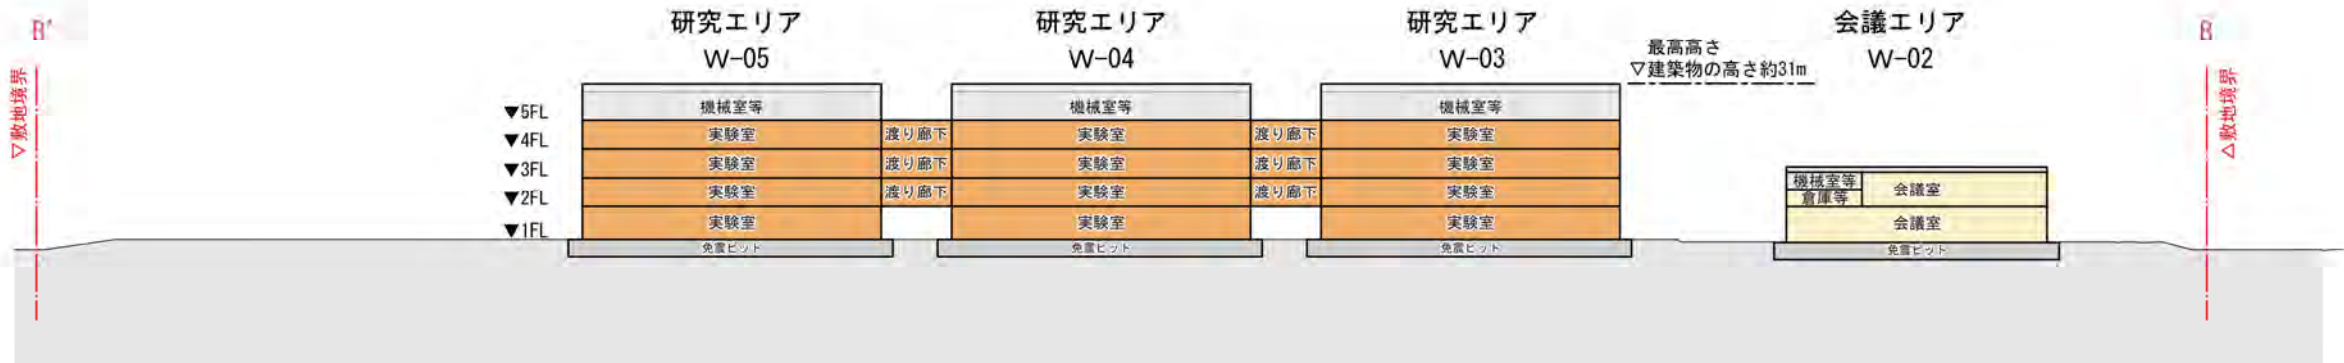 B'
▽敷地境界
研究エリア
W-05
研究エリア
W-04
研究エリア
W-03
会議エリア
W-02
最高高さ
▽建築物の高さ約31m
B
△敷地境界
▼5FL
機械室等
機械室等
機械室等
▼4FL
実験室
渡り廊下
実験室
渡り廊下
実験室
▼3FL
実験室
渡り廊下
実験室
渡り廊下
実験室
▼2FL
実験室
渡り廊下
実験室
渡り廊下
実験室
機械室等
倉庫等
会議室
▼1FL
実験室
実験室
実験室
会議室
免震ピット
免震ピット
免震ピット
免震ピット